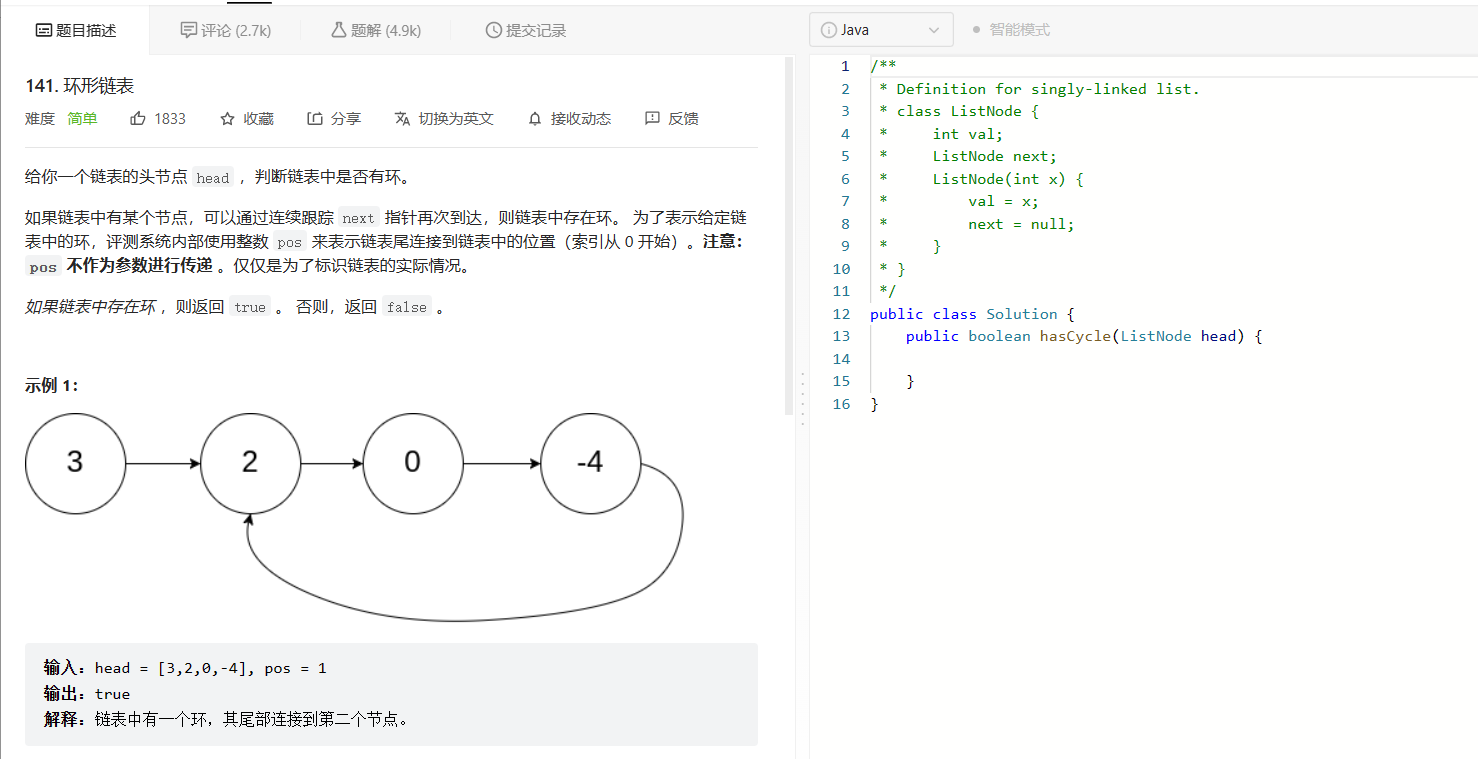 题目描述
评论 (2.7k)
题解 (4.9k)
提交记录
141. 环形链表
难度 简单 1833 收藏 分享 切换为英文 接收动态 反馈
给你一个链表的头节点 head ，判断链表中是否有环。
如果链表中有某个节点，可以通过连续跟踪 next 指针再次到达，则链表中存在环。 为了表示给定链
表中的环，评测系统内部使用整数 pos 来表示链表尾连接到链表中的位置（索引从 0 开始）。注意：
pos 不作为参数进行传递 。仅仅是为了标识链表的实际情况。
如果链表中存在环 ，则返回 true 。 否则，返回 false 。
示例 1：
3 2 0 -4
输入：head = [3,2,0,-4], pos = 1
输出：true
解释：链表中有一个环，其尾部连接到第二个节点。
Java
智能模式
1 /**
2 * Definition for singly-linked list.
3 * class ListNode {
4 * int val;
5 * ListNode next;
6 * ListNode(int x) {
7 * val = x;
8 * next = null;
9 * }
10 * }
11 */
12 public class Solution {
13 public boolean hasCycle(ListNode head) {
14
15 }
16 }